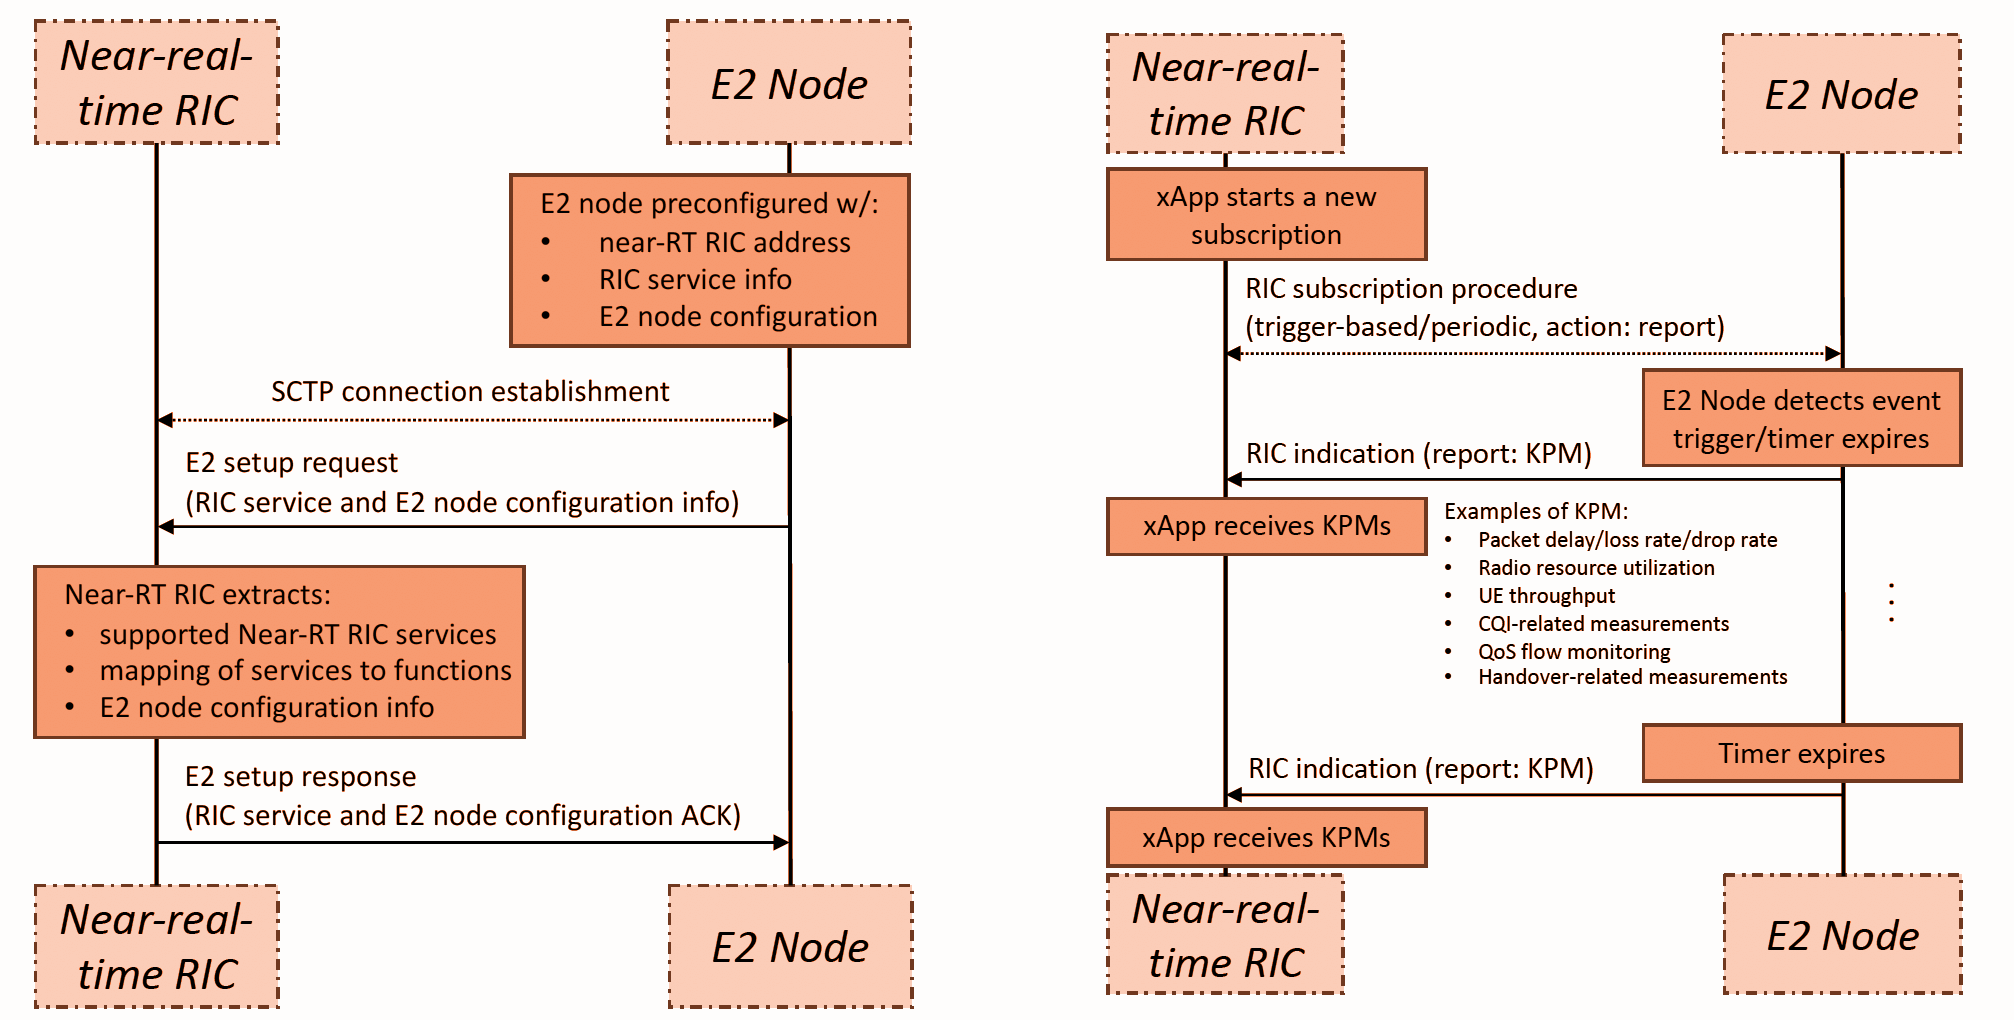 Near-real-
time RIC
E2 Node
E2 node preconfigured w/:
• near-RT RIC address
• RIC service info
• E2 node configuration
SCTP connection establishment
E2 setup request
(RIC service and E2 node configuration info)
Near-RT RIC extracts:
• supported Near-RT RIC services
• mapping of services to functions
• E2 node configuration info
E2 setup response
(RIC service and E2 node configuration ACK)
Near-real-
time RIC
E2 Node
Near-real-
time RIC
E2 Node
xApp starts a new
subscription
RIC subscription procedure
(trigger-based/periodic, action: report)
E2 Node detects event
trigger/timer expires
RIC indication (report: KPM)
xApp receives KPMs
Examples of KPM:
• Packet delay/loss rate/drop rate
• Radio resource utilization
• UE throughput
• CQI-related measurements
• QoS flow monitoring
• Handover-related measurements
Timer expires
RIC indication (report: KPM)
xApp receives KPMs
Near-real-
time RIC
E2 Node